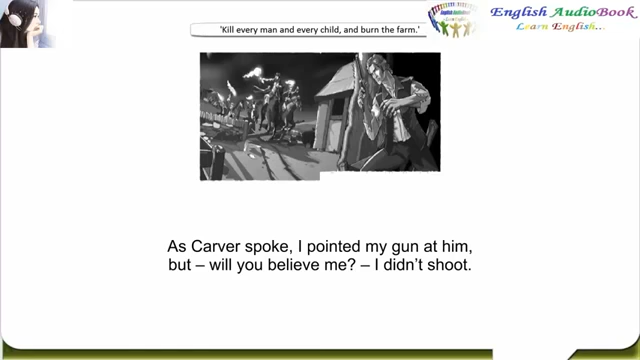 'Kill every man and every child, and burn the farm.'
English AudioBook
Learn English...
As Carver spoke, I pointed my gun at him,
but – will you believe me? – I didn't shoot.